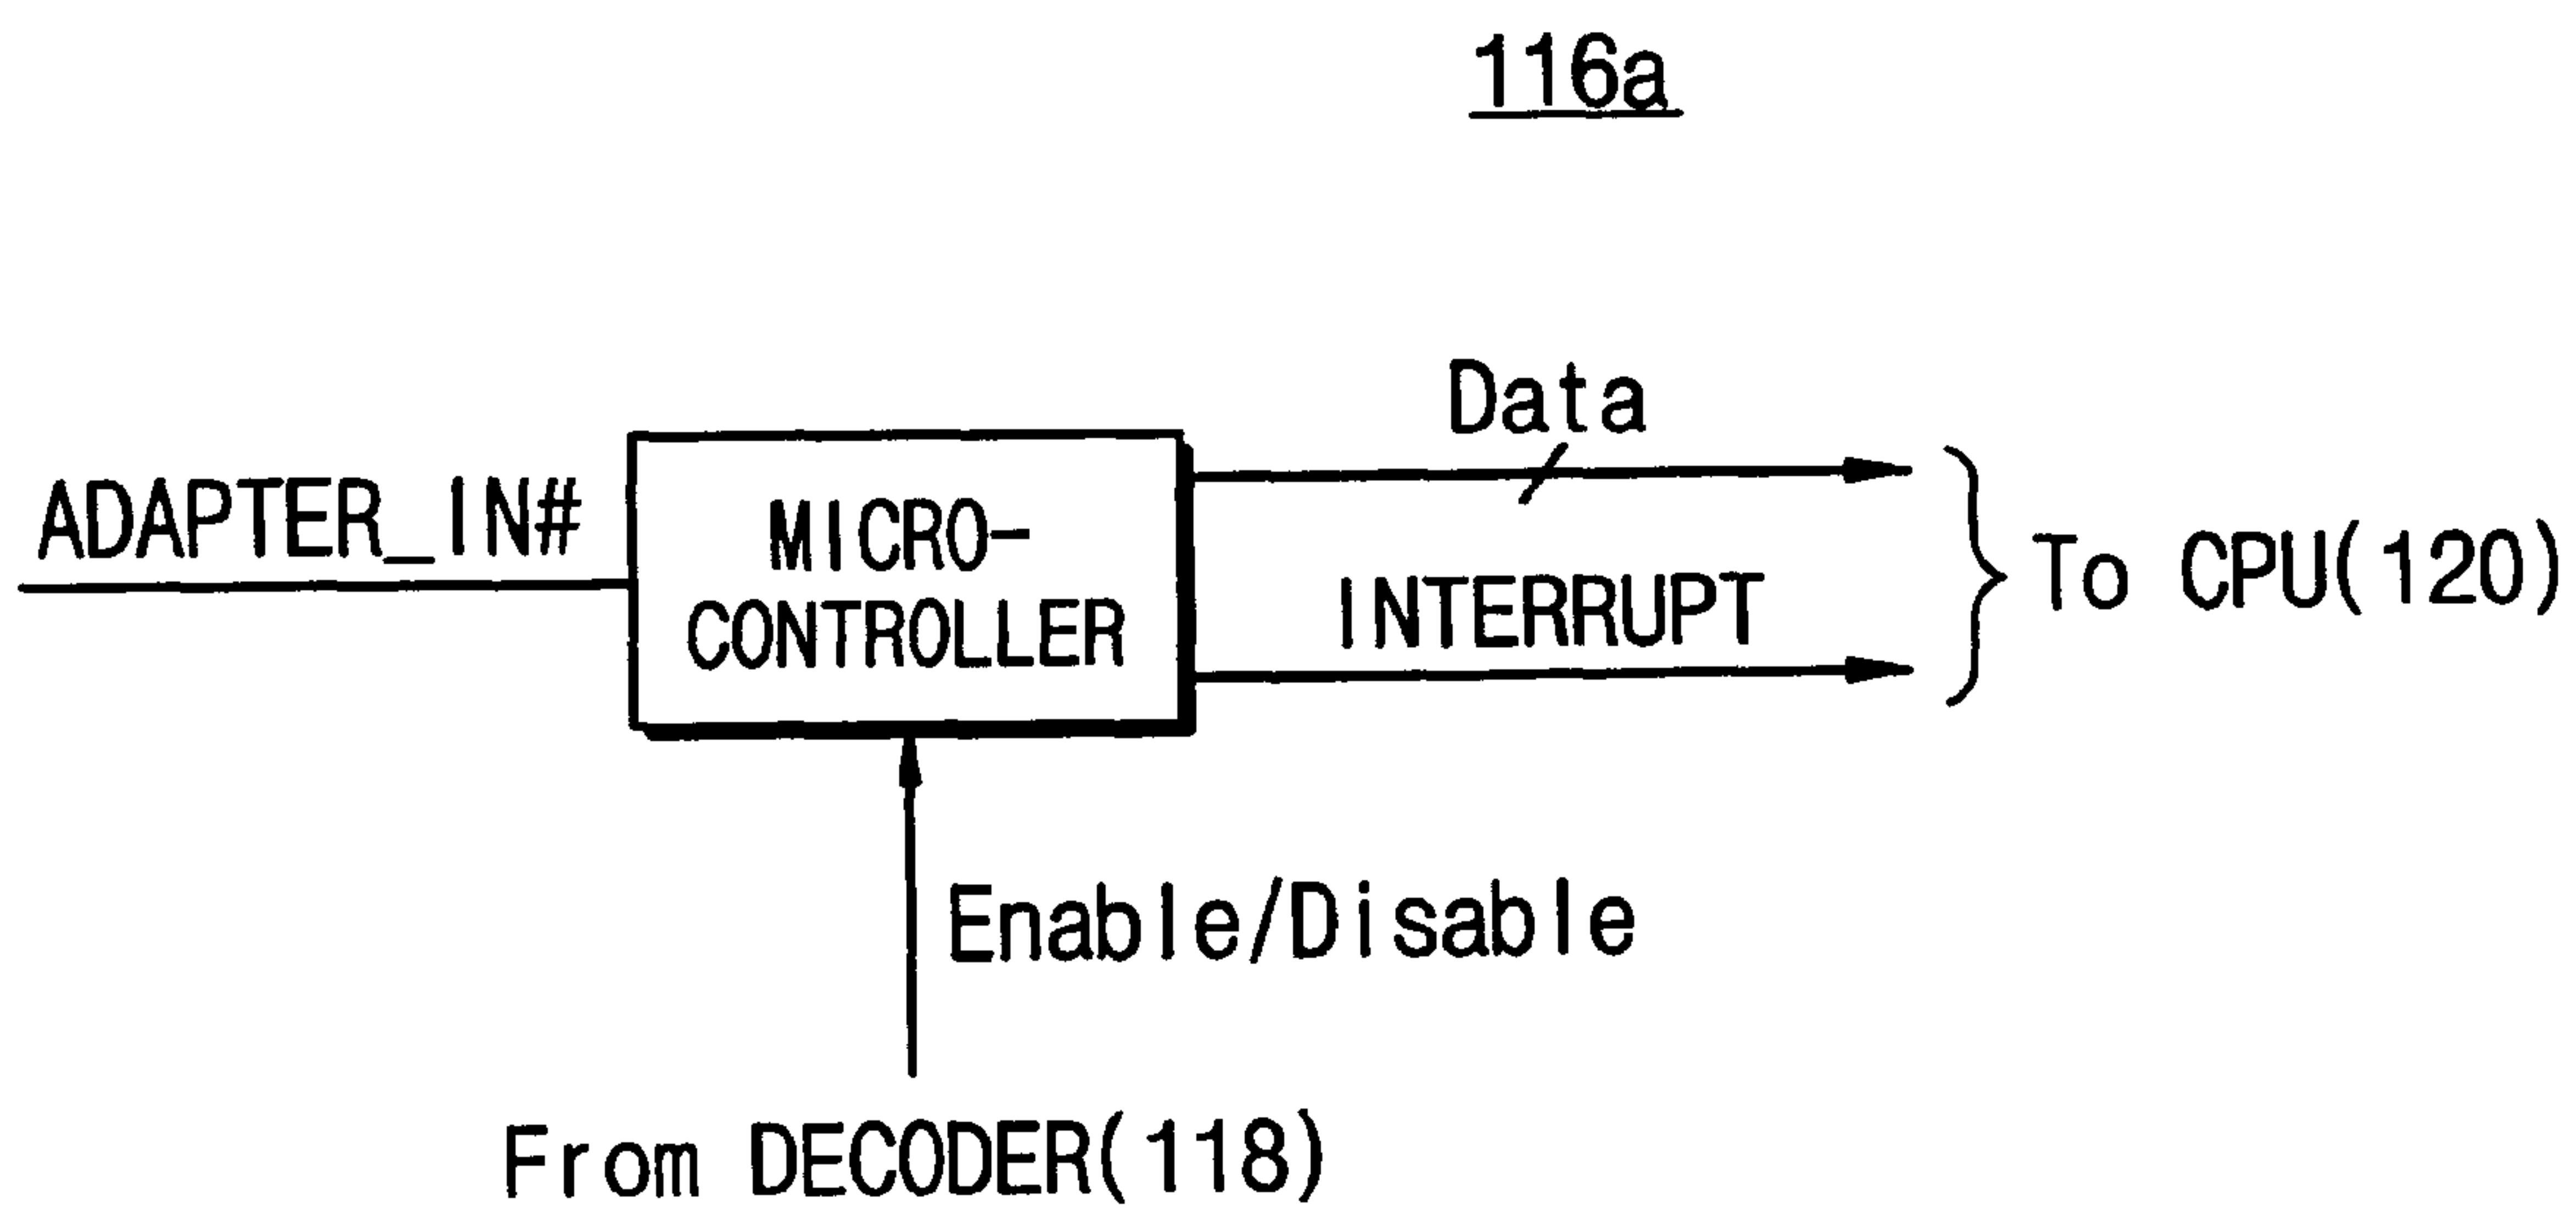 116a
Data
ADAPTER_IN#
MICRO-
CONTROLLER
INTERRUPT
To CPU(120)
Enable/Disable
From DECODER(118)